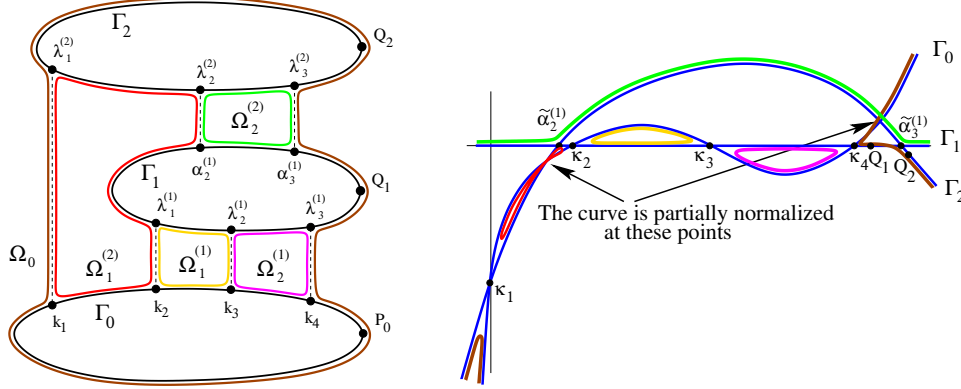 Γ₂
Q₂
λ₁⁽²⁾
λ₂⁽²⁾
λ₃⁽²⁾
Ω₂⁽²⁾
α₂⁽¹⁾
α₃⁽¹⁾
Γ₁
Q₁
λ₁⁽¹⁾
λ₂⁽¹⁾
λ₃⁽¹⁾
Ω₀
Ω₁⁽²⁾
Ω₁⁽¹⁾
Ω₂⁽¹⁾
k₁
Γ₀
k₂
k₃
k₄
P₀
Γ₀
α̃₂⁽¹⁾
α̃₃⁽¹⁾
Γ₁
κ₂
κ₃
κ₄
Q₁
Q₂
Γ₂
The curve is partially normalized
at these points
κ₁